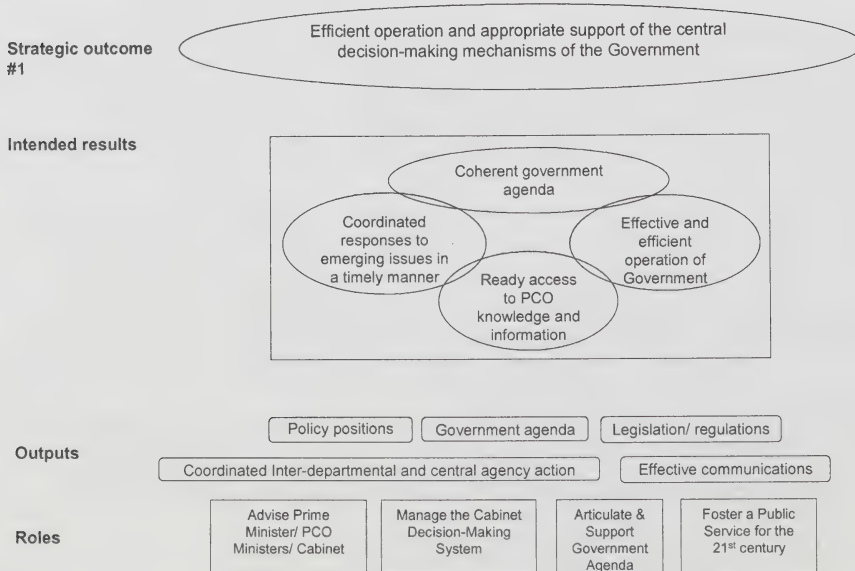 Strategic outcome
#1
Efficient operation and appropriate support of the central
decision-making mechanisms of the Government
Intended results
Coherent government
agenda
Coordinated
responses to
emerging issues in
a timely manner
Effective and
efficient
operation of
Government
Ready access
to PCO
knowledge and
information
Outputs
Policy positions
Government agenda
Legislation/ regulations
Coordinated Inter-departmental and central agency action
Effective communications
Roles
Advise Prime
Minister/ PCO
Ministers/ Cabinet
Manage the Cabinet
Decision-Making
System
Articulate &
Support
Government
Agenda
Foster a Public
Service for the
21st century